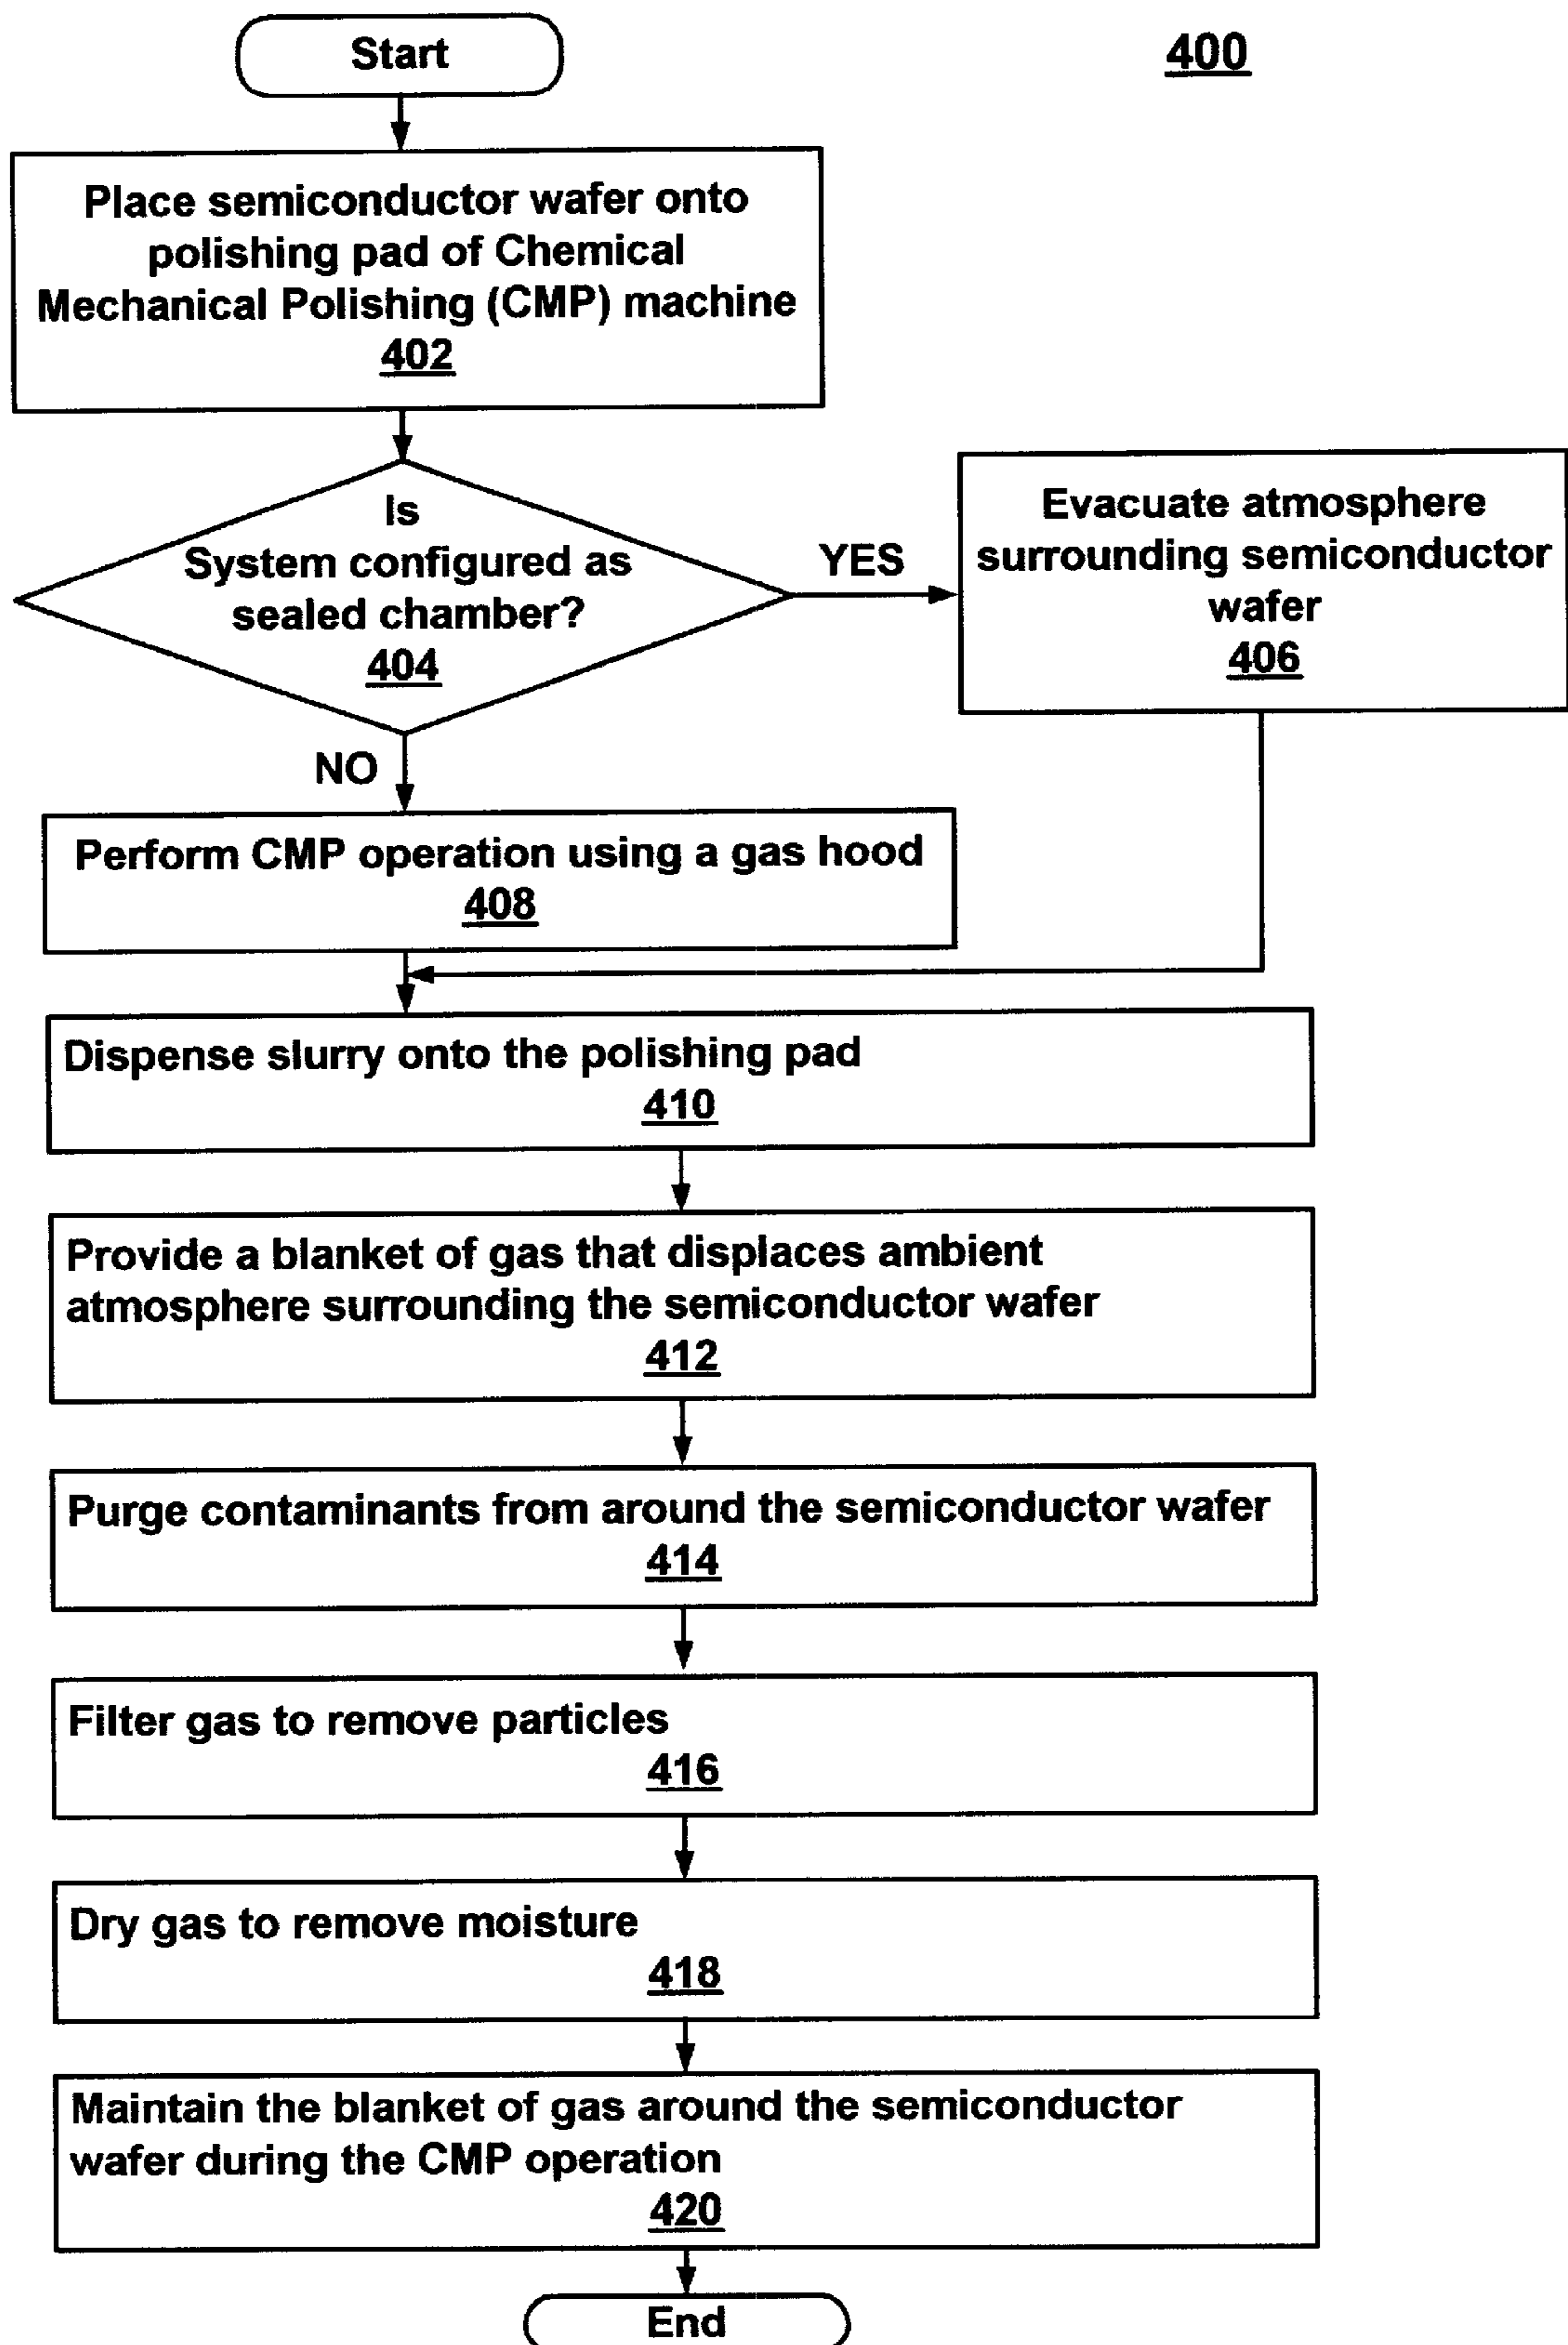 Start
400
Place semiconductor wafer onto
polishing pad of Chemical
Mechanical Polishing (CMP) machine
402
Is
System configured as
sealed chamber?
404
YES
Evacuate atmosphere
surrounding semiconductor
wafer
406
NO
Perform CMP operation using a gas hood
408
Dispense slurry onto the polishing pad
410
Provide a blanket of gas that displaces ambient
atmosphere surrounding the semiconductor wafer
412
Purge contaminants from around the semiconductor wafer
414
Filter gas to remove particles
416
Dry gas to remove moisture
418
Maintain the blanket of gas around the semiconductor
wafer during the CMP operation
420
End